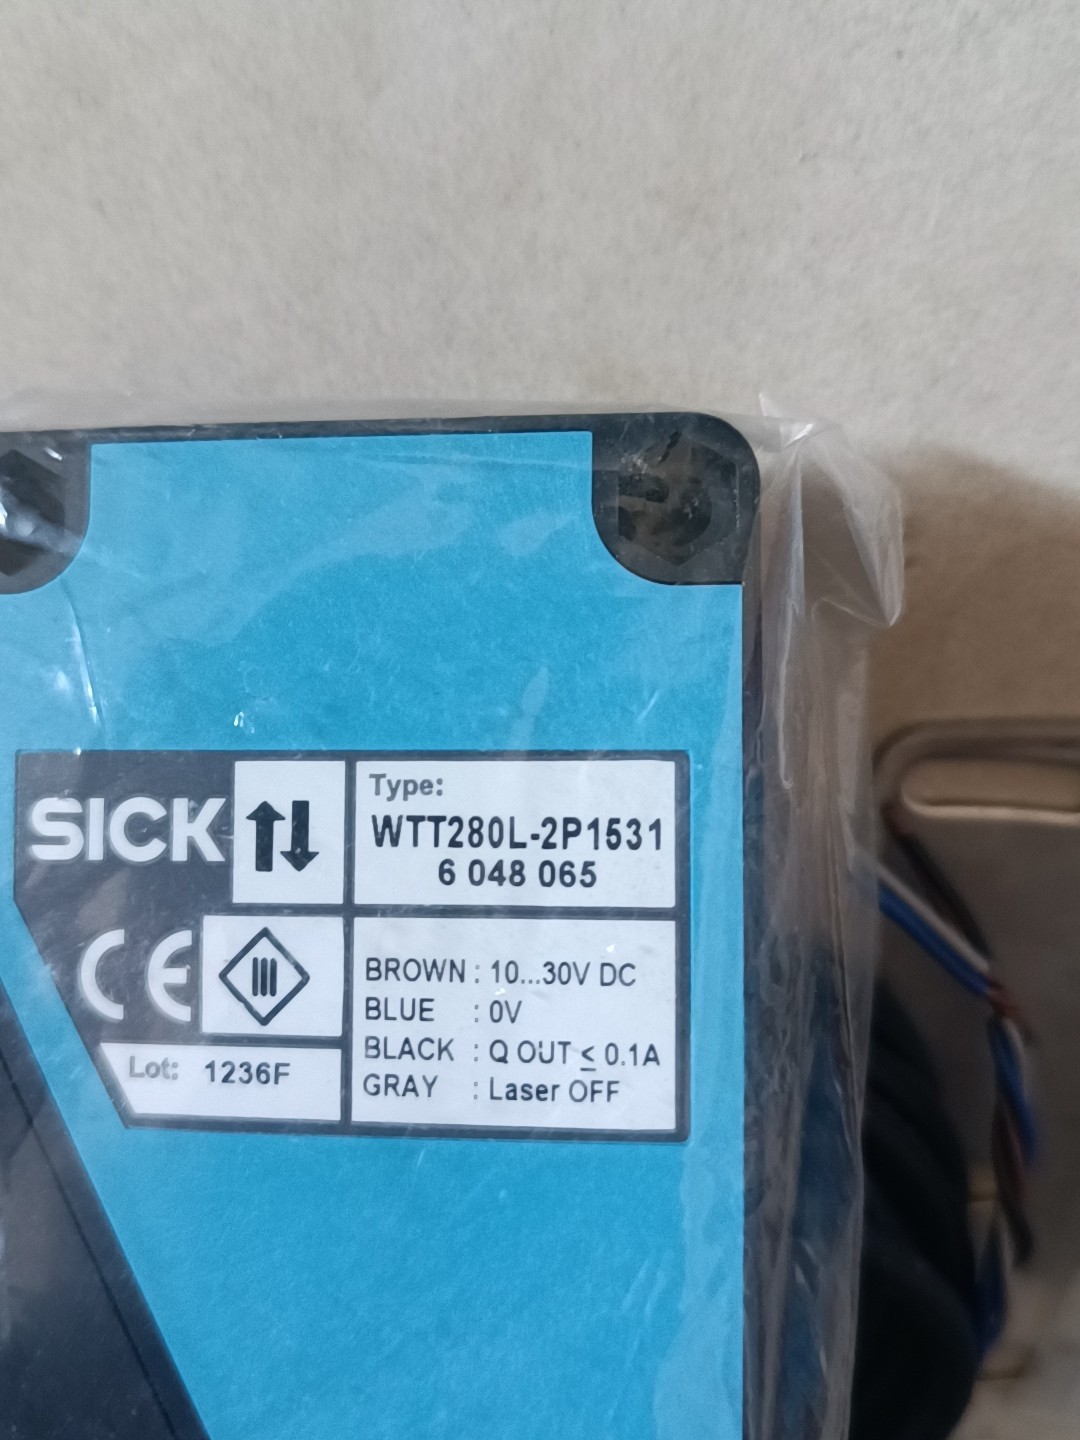 SICK
Type:
WTT280L-2P1531
6 048 065
CE
BROWN : 10...30V DC
BLUE : 0V
BLACK : Q OUT ≤ 0.1A
GRAY : Laser OFF
Lot: 1236F